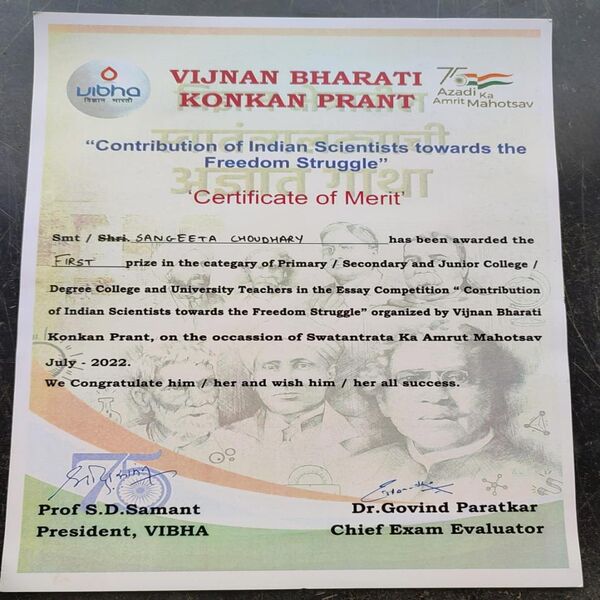 vibha
विज्ञान भारती
VIJNAN BHARATI
KONKAN PRANT
75
Azadi Ka
Amrit Mahotsav
स्वातंत्र्यलढ्याची
अज्ञात गाथा
“Contribution of Indian Scientists towards the
Freedom Struggle”
‘Certificate of Merit’
Smt / Shri. SANGEETA CHOUDHARY has been awarded the
FIRST prize in the categary of Primary / Secondary and Junior College /
Degree College and University Teachers in the Essay Competition “ Contribution
of Indian Scientists towards the Freedom Struggle” organized by Vijnan Bharati
Konkan Prant, on the occassion of Swatantrata Ka Amrut Mahotsav
July - 2022.
We Congratulate him / her and wish him / her all success.
75
Prof S.D.Samant
President, VIBHA
Dr.Govind Paratkar
Chief Exam Evaluator